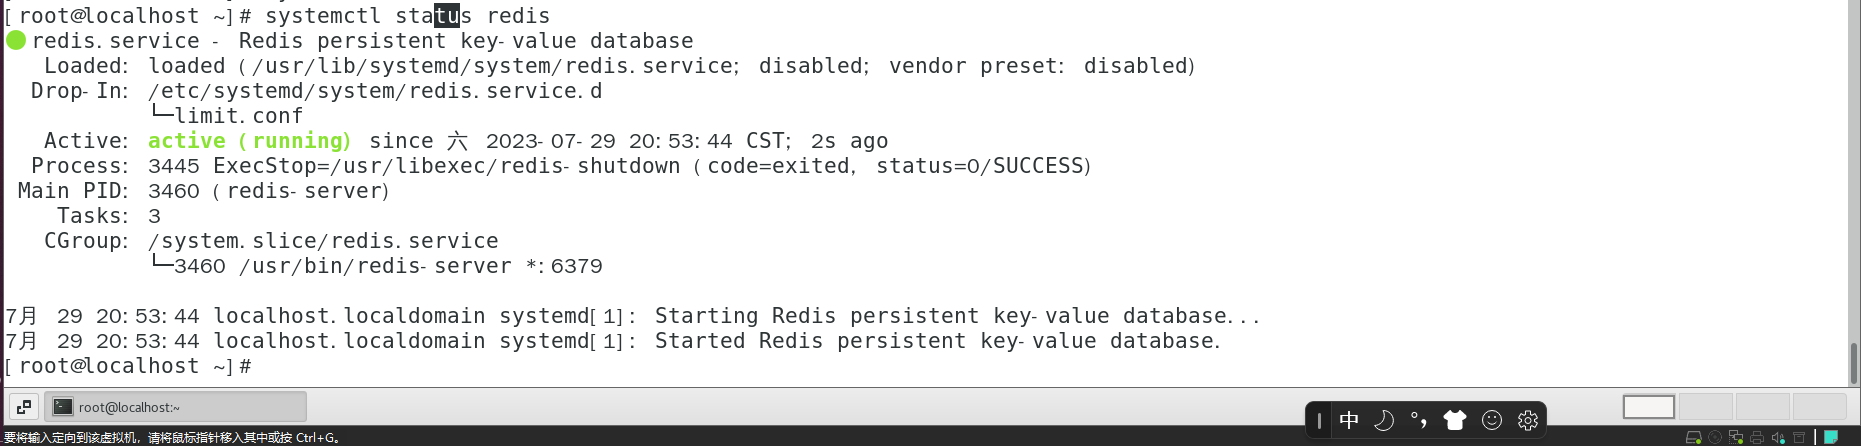 [root@localhost ~]# systemctl status redis
● redis.service - Redis persistent key-value database
Loaded: loaded (/usr/lib/systemd/system/redis.service; disabled; vendor preset: disabled)
Drop-In: /etc/systemd/system/redis.service.d
└─limit.conf
Active: active (running) since 六 2023-07-29 20:53:44 CST; 2s ago
Process: 3445 ExecStop=/usr/libexec/redis-shutdown (code=exited, status=0/SUCCESS)
Main PID: 3460 (redis-server)
Tasks: 3
CGroup: /system.slice/redis.service
└─3460 /usr/bin/redis-server *:6379
7月 29 20:53:44 localhost.localdomain systemd[1]: Starting Redis persistent key-value database...
7月 29 20:53:44 localhost.localdomain systemd[1]: Started Redis persistent key-value database.
[root@localhost ~]#
root@localhost:~
中
要将输入定向到该虚拟机，请将鼠标指针移入其中或按 Ctrl+G。